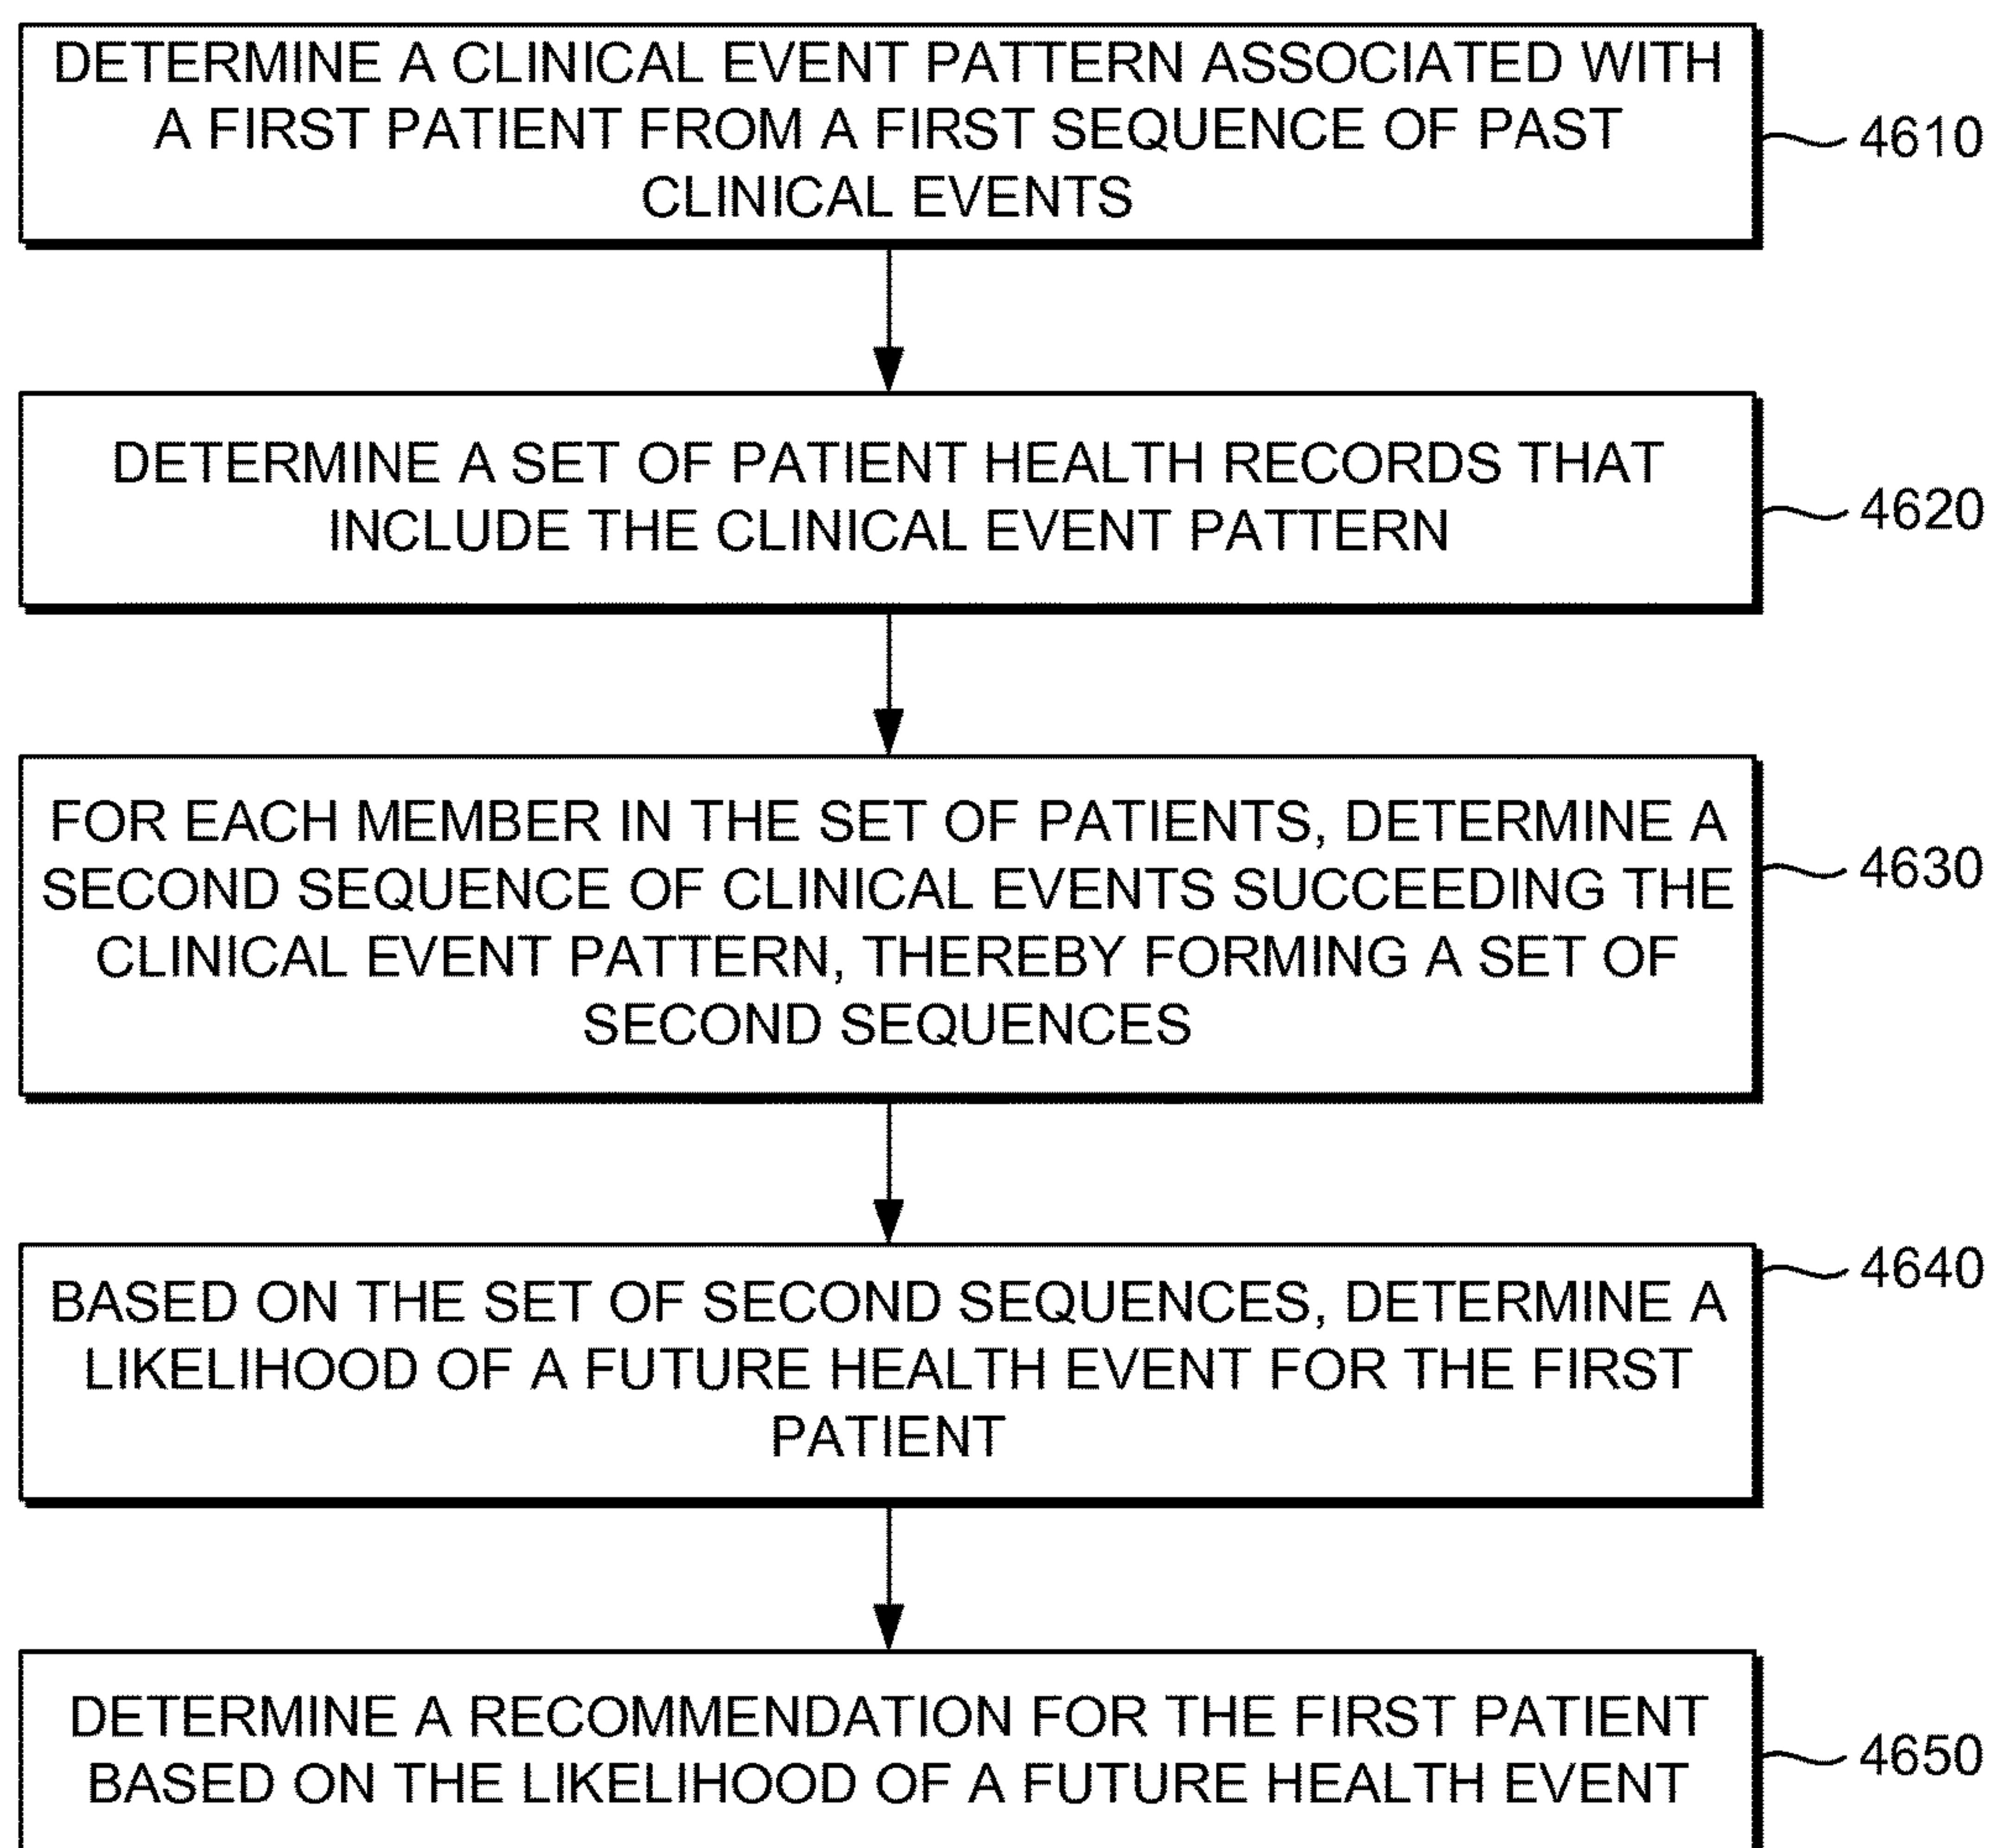 DETERMINE A CLINICAL EVENT PATTERN ASSOCIATED WITH
A FIRST PATIENT FROM A FIRST SEQUENCE OF PAST
CLINICAL EVENTS
4610
DETERMINE A SET OF PATIENT HEALTH RECORDS THAT
INCLUDE THE CLINICAL EVENT PATTERN
4620
FOR EACH MEMBER IN THE SET OF PATIENTS, DETERMINE A
SECOND SEQUENCE OF CLINICAL EVENTS SUCCEEDING THE
CLINICAL EVENT PATTERN, THEREBY FORMING A SET OF
SECOND SEQUENCES
4630
BASED ON THE SET OF SECOND SEQUENCES, DETERMINE A
LIKELIHOOD OF A FUTURE HEALTH EVENT FOR THE FIRST
PATIENT
4640
DETERMINE A RECOMMENDATION FOR THE FIRST PATIENT
BASED ON THE LIKELIHOOD OF A FUTURE HEALTH EVENT
4650